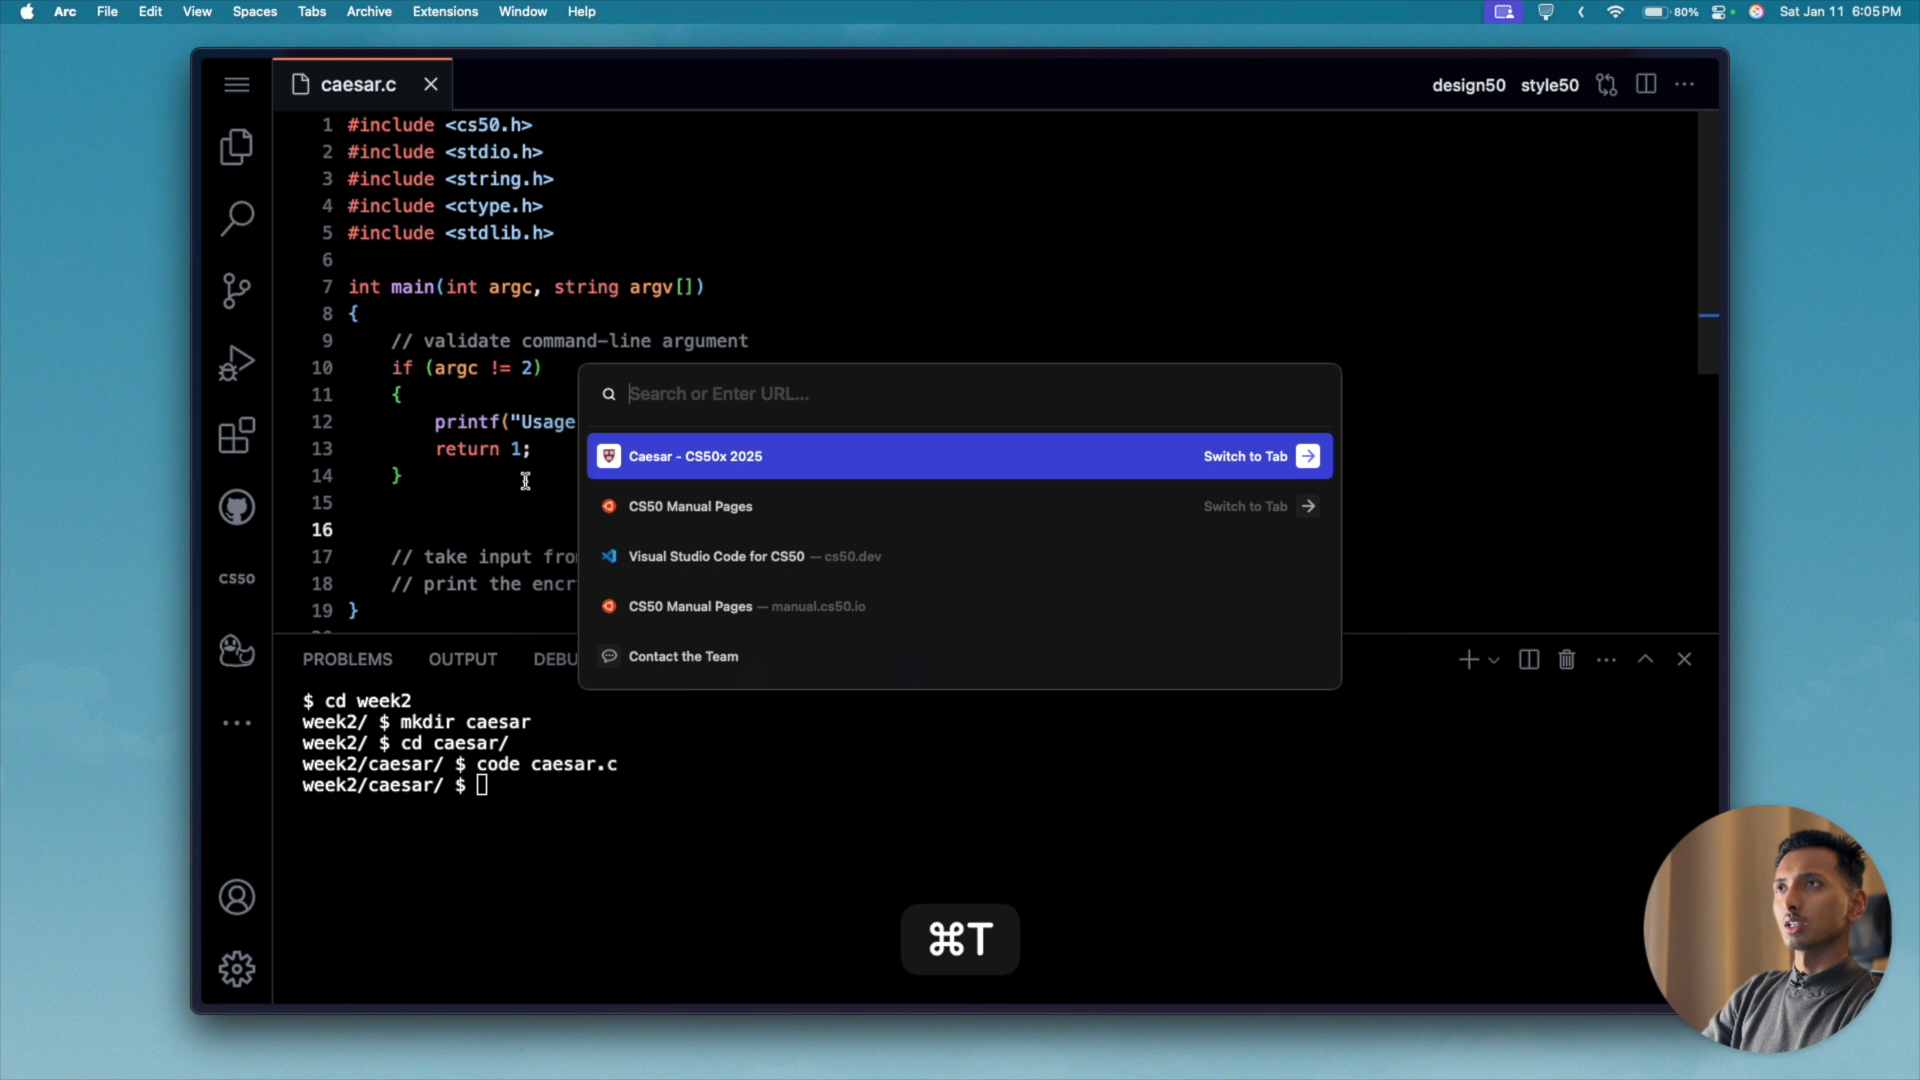 Arc File Edit View Spaces Tabs Archive Extensions Window Help 80% Sat Jan 11 6:05 PM
caesar.c design50 style50
1 #include <cs50.h>
2 #include <stdio.h>
3 #include <string.h>
4 #include <ctype.h>
5 #include <stdlib.h>
6
7 int main(int argc, string argv[])
8 {
9 // validate command-line argument
10 if (argc != 2)
11 {
12 printf("Usage
13 return 1;
14 }
15
16
17 // take input fro
18 // print the encr
19 }
Search or Enter URL...
Caesar - CS50x 2025 Switch to Tab
CS50 Manual Pages Switch to Tab
Visual Studio Code for CS50 — cs50.dev
CS50 Manual Pages — manual.cs50.io
Contact the Team
CS50
PROBLEMS OUTPUT DEBU
$ cd week2
week2/ $ mkdir caesar
week2/ $ cd caesar/
week2/caesar/ $ code caesar.c
week2/caesar/ $
⌘T